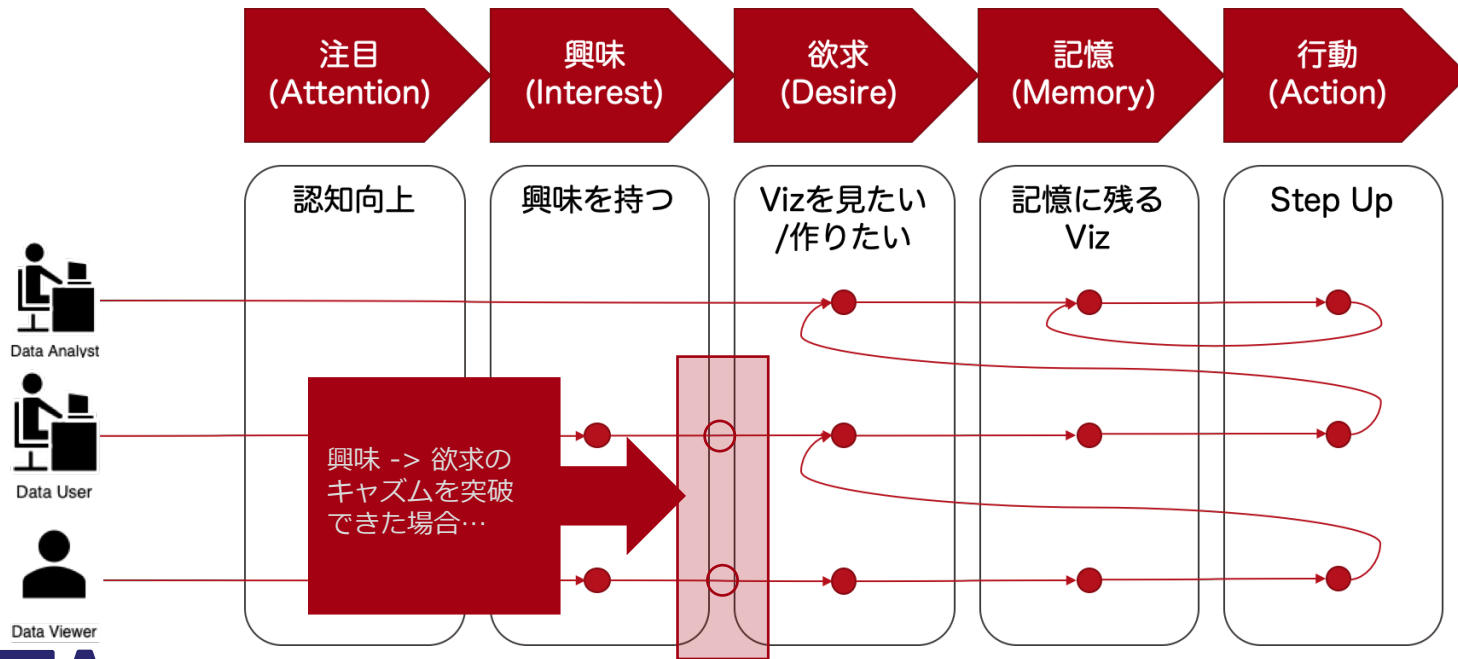 注目
(Attention)
興味
(Interest)
欲求
(Desire)
記憶
(Memory)
行動
(Action)
認知向上
興味を持つ
Vizを見たい
/作りたい
記憶に残る
Viz
Step Up
Data Analyst
Data User
興味 -> 欲求の
キャズムを突破
できた場合…
Data Viewer